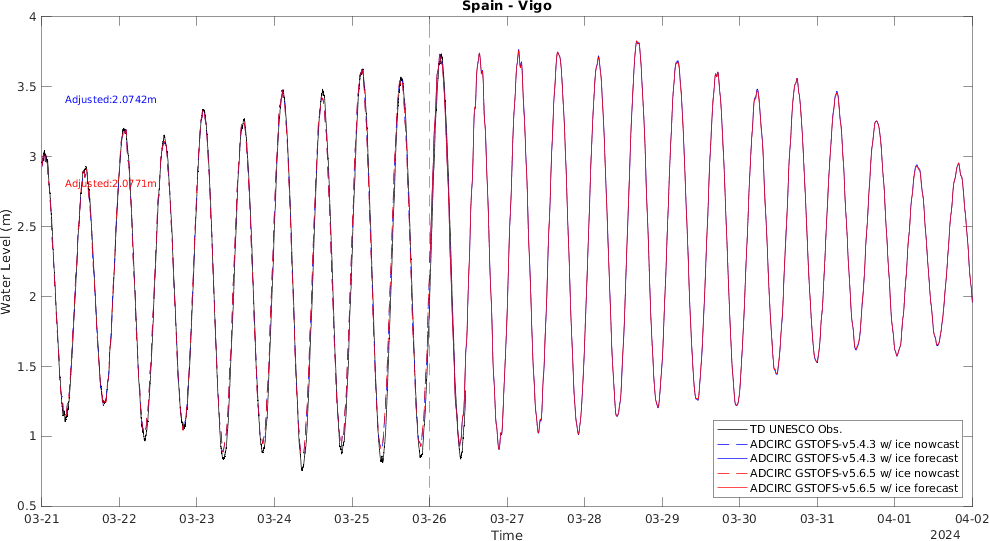 Spain - Vigo
4
3.5
3
2.5
2
1.5
1
0.5
Water Level (m)
Adjusted:2.0742m
Adjusted:2.0771m
TD UNESCO Obs.
ADCIRC GSTOFS-v5.4.3 w/ ice nowcast
ADCIRC GSTOFS-v5.4.3 w/ ice forecast
ADCIRC GSTOFS-v5.6.5 w/ ice nowcast
ADCIRC GSTOFS-v5.6.5 w/ ice forecast
03-21 03-22 03-23 03-24 03-25 03-26 03-27 03-28 03-29 03-30 03-31 04-01 04-02
Time
2024